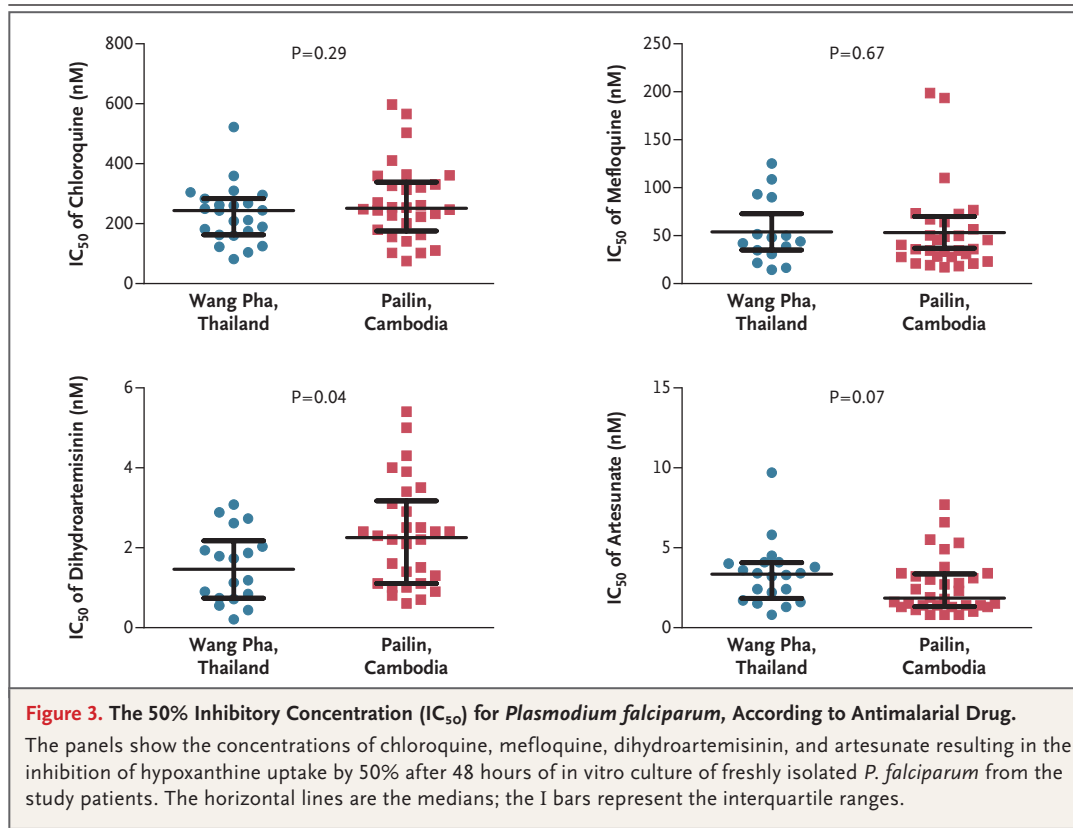 IC₅₀ of Chloroquine (nM)
800
600
400
200
0
P=0.29
Wang Pha,
Thailand
Pailin,
Cambodia
IC₅₀ of Mefloquine (nM)
250
200
150
100
50
0
P=0.67
Wang Pha,
Thailand
Pailin,
Cambodia
IC₅₀ of Dihydroartemisinin (nM)
6
4
2
0
P=0.04
Wang Pha,
Thailand
Pailin,
Cambodia
IC₅₀ of Artesunate (nM)
15
10
5
0
P=0.07
Wang Pha,
Thailand
Pailin,
Cambodia
Figure 3. The 50% Inhibitory Concentration (IC₅₀) for Plasmodium falciparum, According to Antimalarial Drug.
The panels show the concentrations of chloroquine, mefloquine, dihydroartemisinin, and artesunate resulting in the
inhibition of hypoxanthine uptake by 50% after 48 hours of in vitro culture of freshly isolated P. falciparum from the
study patients. The horizontal lines are the medians; the I bars represent the interquartile ranges.